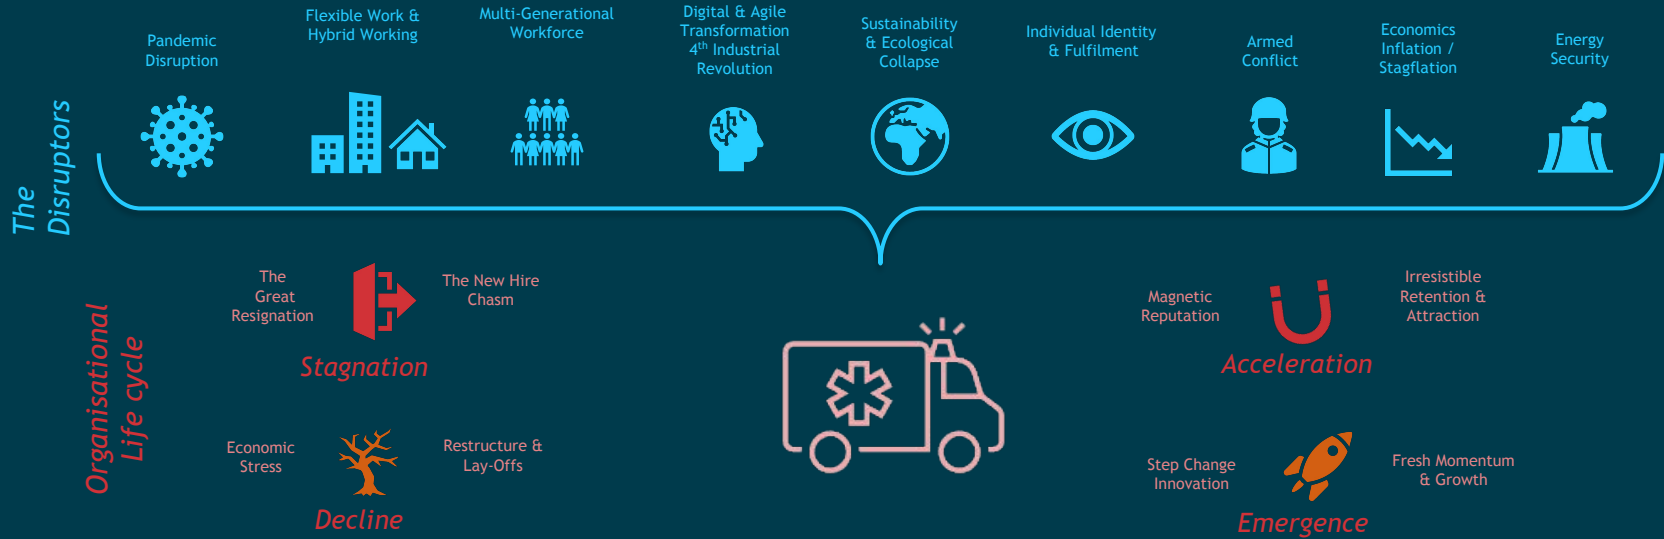 The
Disruptors
Pandemic
Disruption
Flexible Work &
Hybrid Working
Multi-Generational
Workforce
Digital & Agile
Transformation
4th Industrial
Revolution
Sustainability
& Ecological
Collapse
Individual Identity
& Fulfilment
Armed
Conflict
Economics
Inflation /
Stagflation
Energy
Security
Organisational
Life cycle
The
Great
Resignation
The New Hire
Chasm
Stagnation
Economic
Stress
Restructure &
Lay-Offs
Decline
Magnetic
Reputation
Irresistible
Retention &
Attraction
Acceleration
Step Change
Innovation
Fresh Momentum
& Growth
Emergence